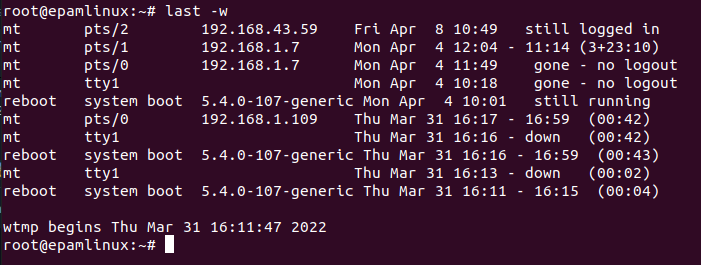 root@epamlinux:~# last -w
mt       pts/2        192.168.43.59    Fri Apr  8 10:49   still logged in
mt       pts/1        192.168.1.7      Mon Apr  4 12:04 - 11:14 (3+23:10)
mt       pts/0        192.168.1.7      Mon Apr  4 11:49    gone - no logout
mt       tty1                          Mon Apr  4 10:18    gone - no logout
reboot   system boot  5.4.0-107-generic Mon Apr  4 10:01   still running
mt       pts/0        192.168.1.109    Thu Mar 31 16:17 - 16:59  (00:42)
mt       tty1                          Thu Mar 31 16:16 - down   (00:42)
reboot   system boot  5.4.0-107-generic Thu Mar 31 16:16 - 16:59  (00:43)
mt       tty1                          Thu Mar 31 16:13 - down   (00:02)
reboot   system boot  5.4.0-107-generic Thu Mar 31 16:11 - 16:15  (00:04)

wtmp begins Thu Mar 31 16:11:47 2022
root@epamlinux:~#